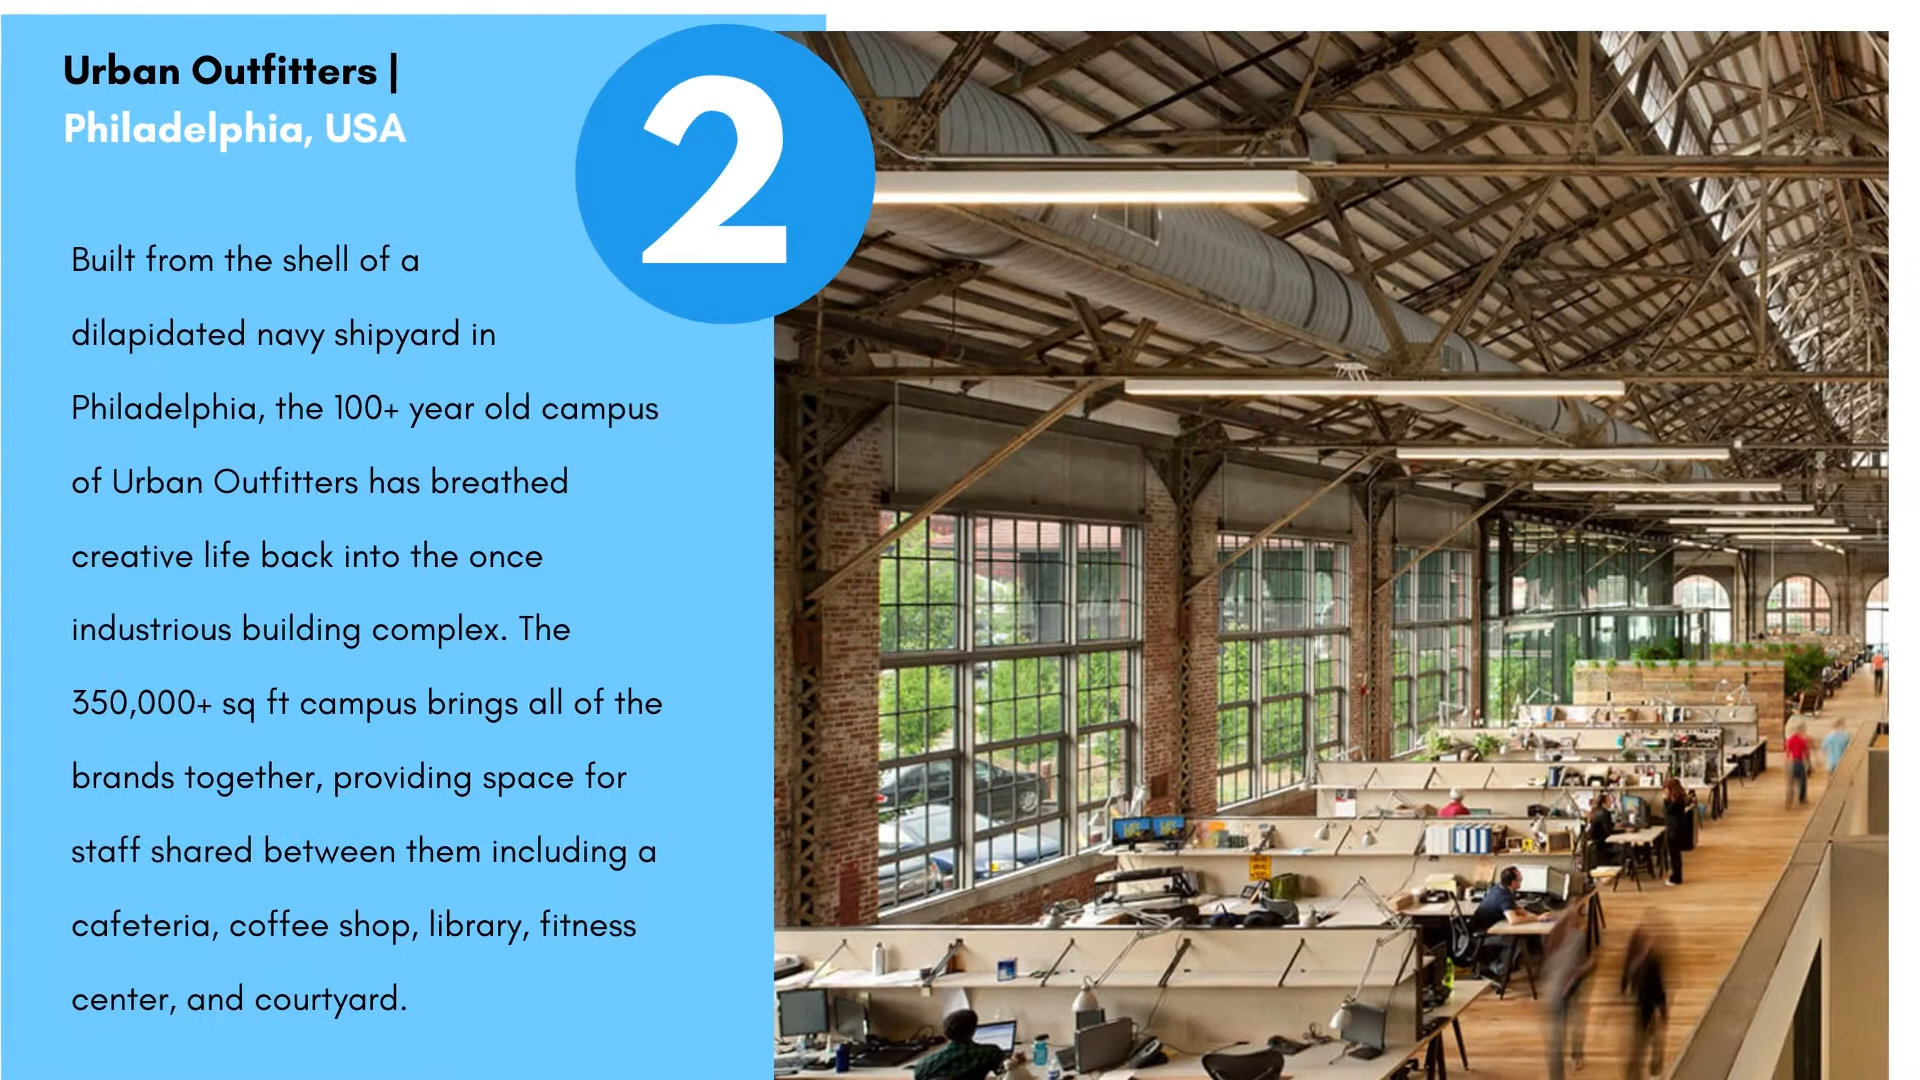 Urban Outfitters |
Philadelphia, USA
2
Built from the shell of a
dilapidated navy shipyard in
Philadelphia, the 100+ year old campus
of Urban Outfitters has breathed
creative life back into the once
industrious building complex. The
350,000+ sq ft campus brings all of the
brands together, providing space for
staff shared between them including a
cafeteria, coffee shop, library, fitness
center, and courtyard.